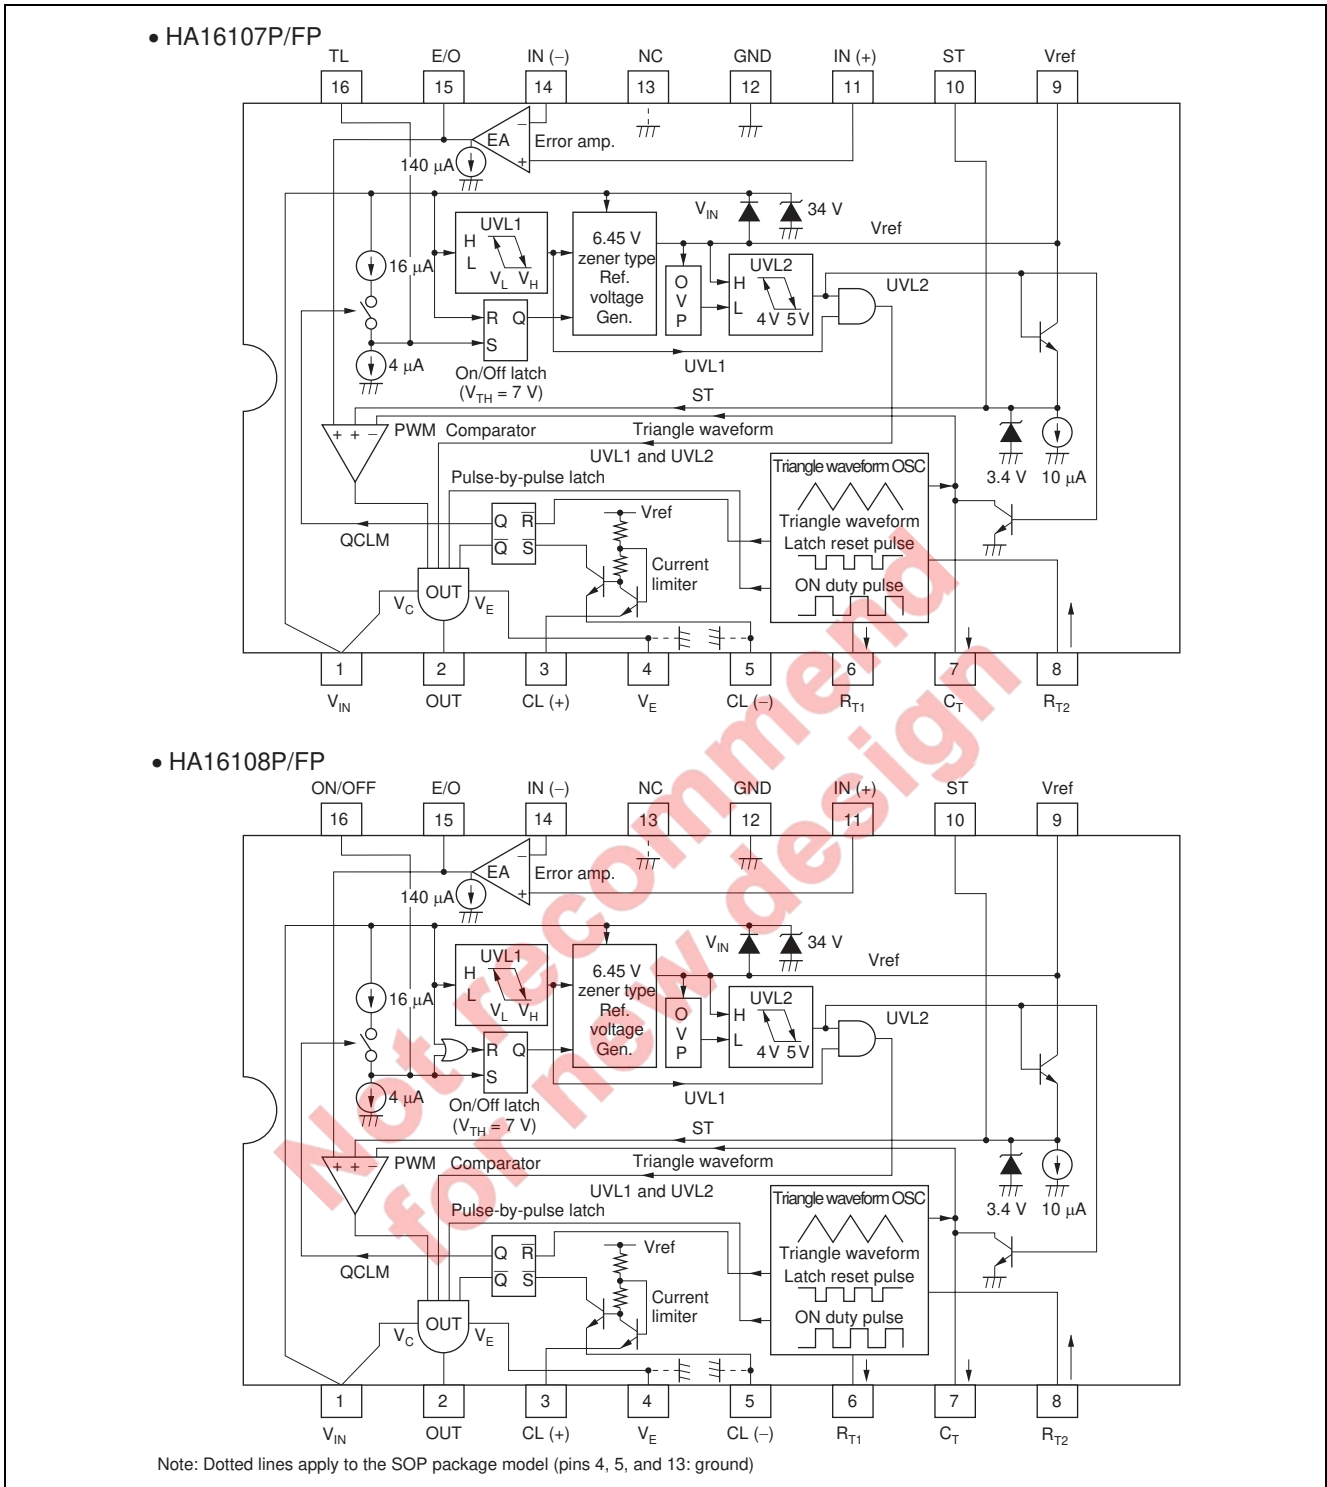 • HA16107P/FP
TL E/O IN (−) NC GND IN (+) ST Vref
16 15 14 13 12 11 10 9
EA − + Error amp.
140 μA
VIN 34 V
Vref
UVL1
H
L
VL VH
6.45 V
zener type
Ref.
voltage
Gen.
O
V
P
UVL2
H
L
4 V 5 V
UVL2
16 μA
R Q
S
4 μA
UVL1
On/Off latch
(VTH = 7 V)
ST
+ + − PWM Comparator
Triangle waveform
UVL1 and UVL2
3.4 V 10 μA
Pulse-by-pulse latch
Triangle waveform OSC
Triangle waveform
Latch reset pulse
ON duty pulse
Q R
Q S
QCLM
Vref
Current
limiter
OUT
VC VE
1 2 3 4 5 6 7 8
VIN OUT CL (+) VE CL (−) RT1 CT RT2
• HA16108P/FP
ON/OFF E/O IN (−) NC GND IN (+) ST Vref
16 15 14 13 12 11 10 9
EA − + Error amp.
140 μA
VIN 34 V
Vref
UVL1
H
L
VL VH
6.45 V
zener type
Ref.
voltage
Gen.
O
V
P
UVL2
H
L
4 V 5 V
UVL2
16 μA
R Q
S
4 μA
UVL1
On/Off latch
(VTH = 7 V)
ST
+ + − PWM Comparator
Triangle waveform
UVL1 and UVL2
3.4 V 10 μA
Pulse-by-pulse latch
Triangle waveform OSC
Triangle waveform
Latch reset pulse
ON duty pulse
Q R
Q S
QCLM
Vref
Current
limiter
OUT
VC VE
1 2 3 4 5 6 7 8
VIN OUT CL (+) VE CL (−) RT1 CT RT2
Note: Dotted lines apply to the SOP package model (pins 4, 5, and 13: ground)
Not recommend
for new design